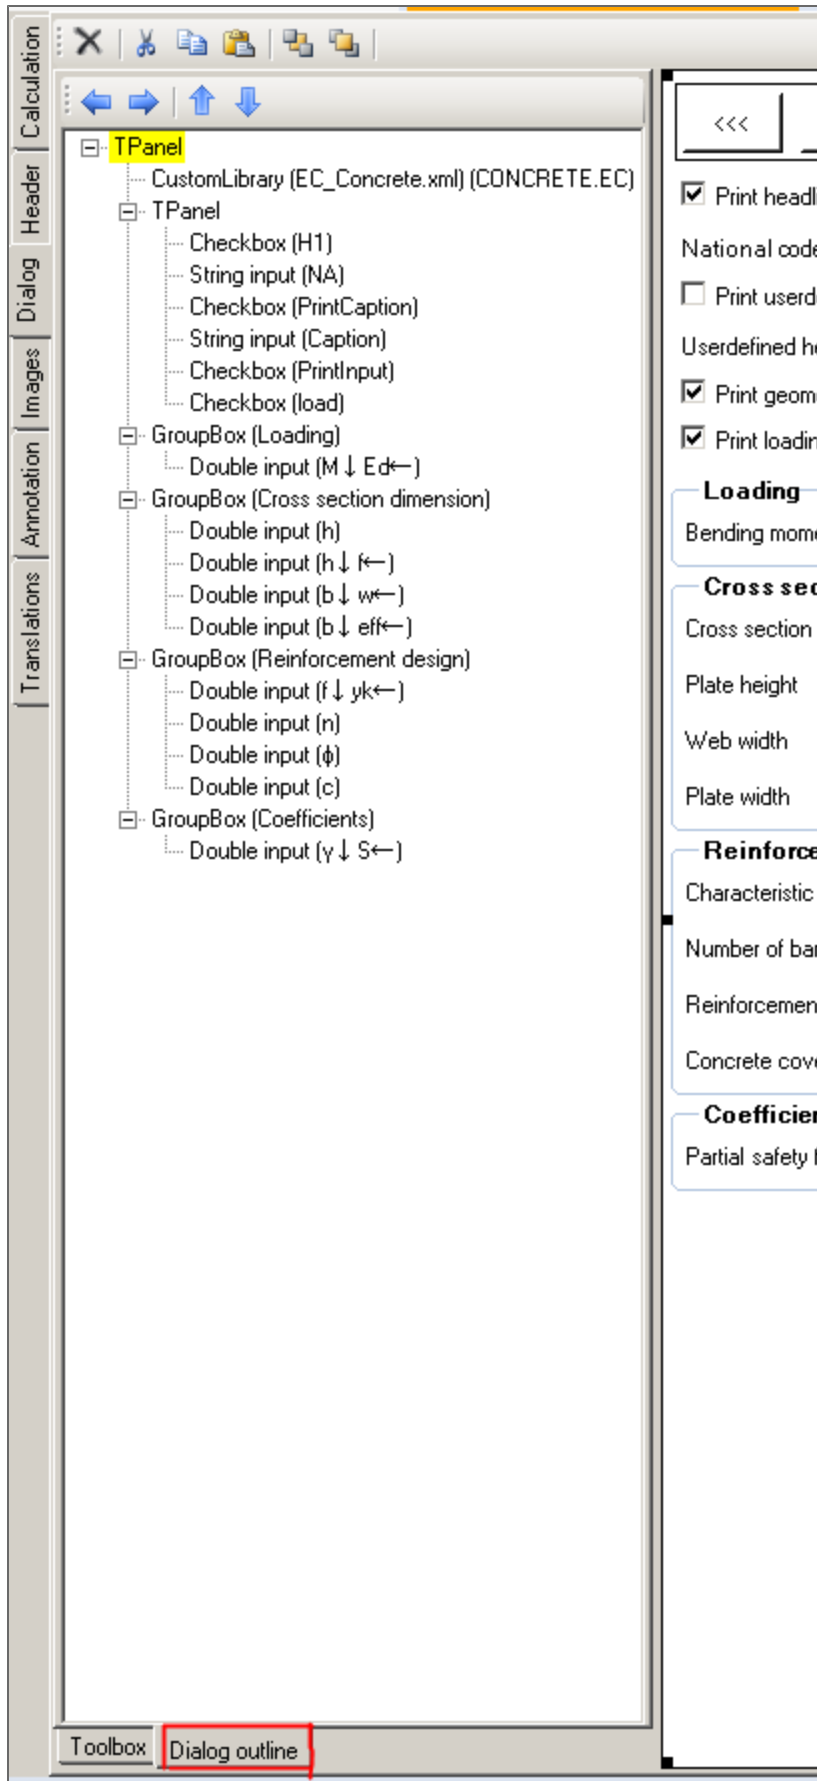 Calculation
Header
Dialog
Images
Annotation
Translations
TPanel
CustomLibrary (EC_Concrete.xml) (CONCRETE.EC)
TPanel
Checkbox (H1)
String input (NA)
Checkbox (PrintCaption)
String input (Caption)
Checkbox (PrintInput)
Checkbox (load)
GroupBox (Loading)
Double input (M↓Ed←)
GroupBox (Cross section dimension)
Double input (h)
Double input (h↓f←)
Double input (b↓w←)
Double input (b↓eff←)
GroupBox (Reinforcement design)
Double input (f↓yk←)
Double input (n)
Double input (ϕ)
Double input (c)
GroupBox (Coefficients)
Double input (γ↓S←)
Toolbox
Dialog outline
<<<
Print headli
National code
Print userd
Userdefined he
Print geom
Print loadin
Loading
Bending mome
Cross sec
Cross section
Plate height
Web width
Plate width
Reinforce
Characteristic
Number of bar
Reinforcemen
Concrete cove
Coefficien
Partial safety f